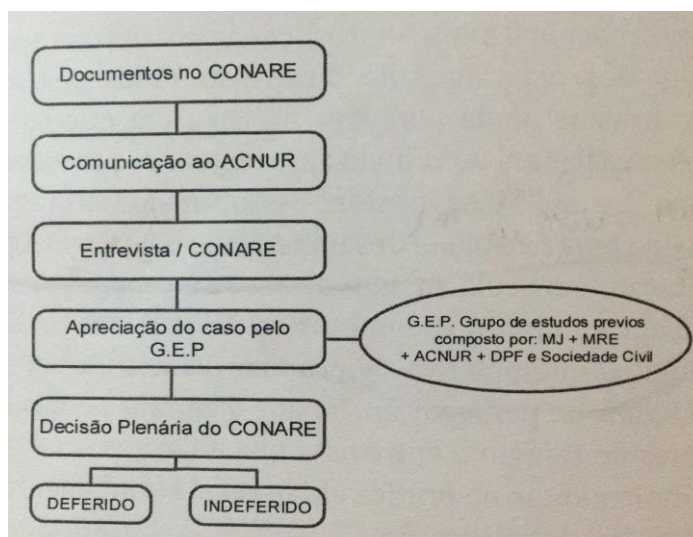 Documentos no CONARE
Comunicação ao ACNUR
Entrevista / CONARE
Apreciação do caso pelo
G.E.P
G.E.P. Grupo de estudos previos
composto por: MJ + MRE
+ ACNUR + DPF e Sociedade Civil
Decisão Plenária do CONARE
DEFERIDO
INDEFERIDO